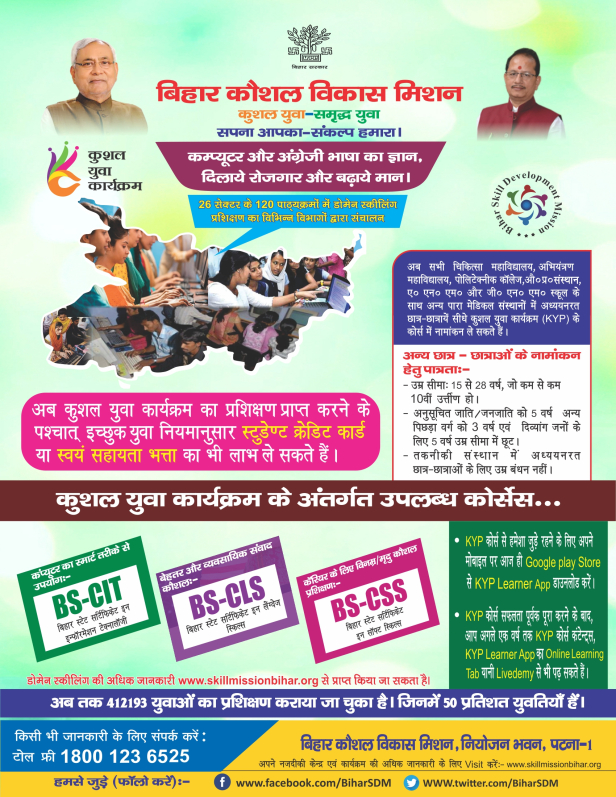 बिहार सरकार
बिहार कौशल विकास मिशन
कुशल युवा-समृद्ध युवा
सपना आपका-संकल्प हमारा।
कुशल
युवा
कार्यक्रम
कम्प्यूटर और अंग्रेजी भाषा का ज्ञान,
दिलाये रोजगार और बढ़ाये मान।
26 सेक्टर के 120 पाठ्यक्रमों में डोमेन स्कीलिंग
प्रशिक्षण का विभिन्न विभागों द्वारा संचालन
Bihar Skill Development Mission
अब सभी चिकित्सा महाविद्यालय, अभियंत्रण
महाविद्यालय, पोलिटेक्नीक कॉलेज,औ०प्र०संस्थान,
ए० एन० एम० और जी० एन० एम० स्कूल के
साथ अन्य पारा मेडिकल संस्थानों में अध्ययनरत
छात्र-छात्रायें सीधे कुशल युवा कार्यक्रम (KYP) के
कोर्स में नामांकन ले सकते हैं।
अन्य छात्र - छात्राओं के नामांकन
हेतु पात्रताः-
- उम्र सीमाः 15 से 28 वर्ष, जो कम से कम
10वीं उर्त्तीण हो।
- अनुसूचित जाति/जनजाति को 5 वर्ष अन्य
पिछड़ा वर्ग को 3 वर्ष एवं दिव्यांग जनों के
लिए 5 वर्ष उम्र सीमा में छूट।
- तकनीकी संस्थान में अध्ययनरत
छात्र-छात्राओं के लिए उम्र बंधन नहीं।
अब कुशल युवा कार्यक्रम का प्रशिक्षण प्राप्त करने के
पश्चात् इच्छुक युवा नियमानुसार स्टुडेण्ट क्रेडिट कार्ड
या स्वयं सहायता भत्ता का भी लाभ ले सकते हैं।
कुशल युवा कार्यक्रम के अंतर्गत उपलब्ध कोर्सेस...
कंप्यूटर का स्मार्ट तरीके से
उपयोगः-
BS-CIT
बिहार स्टेट सर्टिफिकेट इन
इन्फॉरमेशन टेक्नोलॉजी
बेहतर और व्यवसायिक संवाद
कौशलः-
BS-CLS
बिहार स्टेट सर्टिफिकेट इन लैंग्वेज
स्किल्स
करियर के लिए विनम्र/मृदु कौशल
प्रशिक्षणः-
BS-CSS
बिहार स्टेट सर्टिफिकेट
इन सॉफ्ट स्किल्स
• KYP कोर्स से हमेशा जुड़े रहने के लिए अपने
मोबाइल पर आज ही Google play Store
से KYP Learner App डाउनलोड करें।
• KYP कोर्स सफलता पूर्वक पूरा करने के बाद,
आप अगले एक वर्ष तक KYP कोर्स कंटेन्ट्स,
KYP Learner App का Online Learning
Tab यानी Livedemy से भी पढ़ सकते हैं।
डोमेन स्कीलिंग की अधिक जानकारी www.skillmissionbihar.org से प्राप्त किया जा सकता है।
अब तक 412193 युवाओं का प्रशिक्षण कराया जा चुका है। जिनमें 50 प्रतिशत युवतियाँ हैं।
किसी भी जानकारी के लिए संपर्क करें :
टोल फ्री 1800 123 6525
बिहार कौशल विकास मिशन, नियोजन भवन, पटना-1
अपने नजदीकी केन्द्र एवं कार्यक्रम की अधिक जानकारी के लिए Visit करें:- www.skillmissionbihar.org
हमसे जुड़े (फॉलो करें):-
www.facebook.com/BiharSDM
WWW.twitter.com/BiharSDM